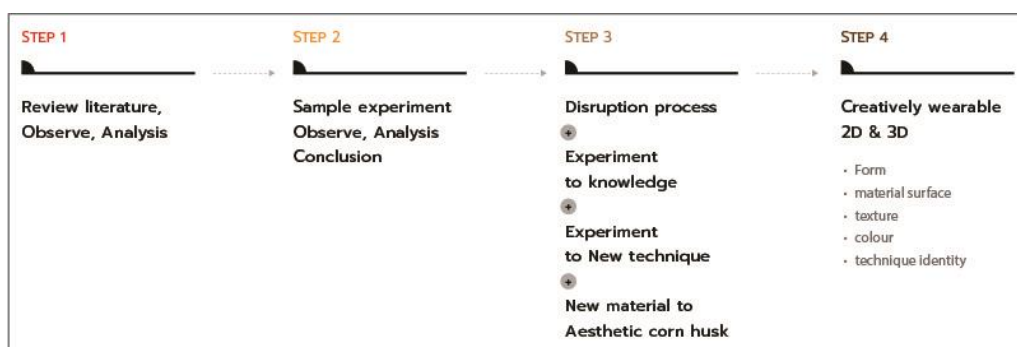 STEP 1
Review literature,
Observe, Analysis
STEP 2
Sample experiment
Observe, Analysis
Conclusion
STEP 3
Disruption process
+
Experiment
to knowledge
+
Experiment
to New technique
+
New material to
Aesthetic corn husk
STEP 4
Creatively wearable
2D & 3D
• Form
• material surface
• texture
• colour
• technique identity